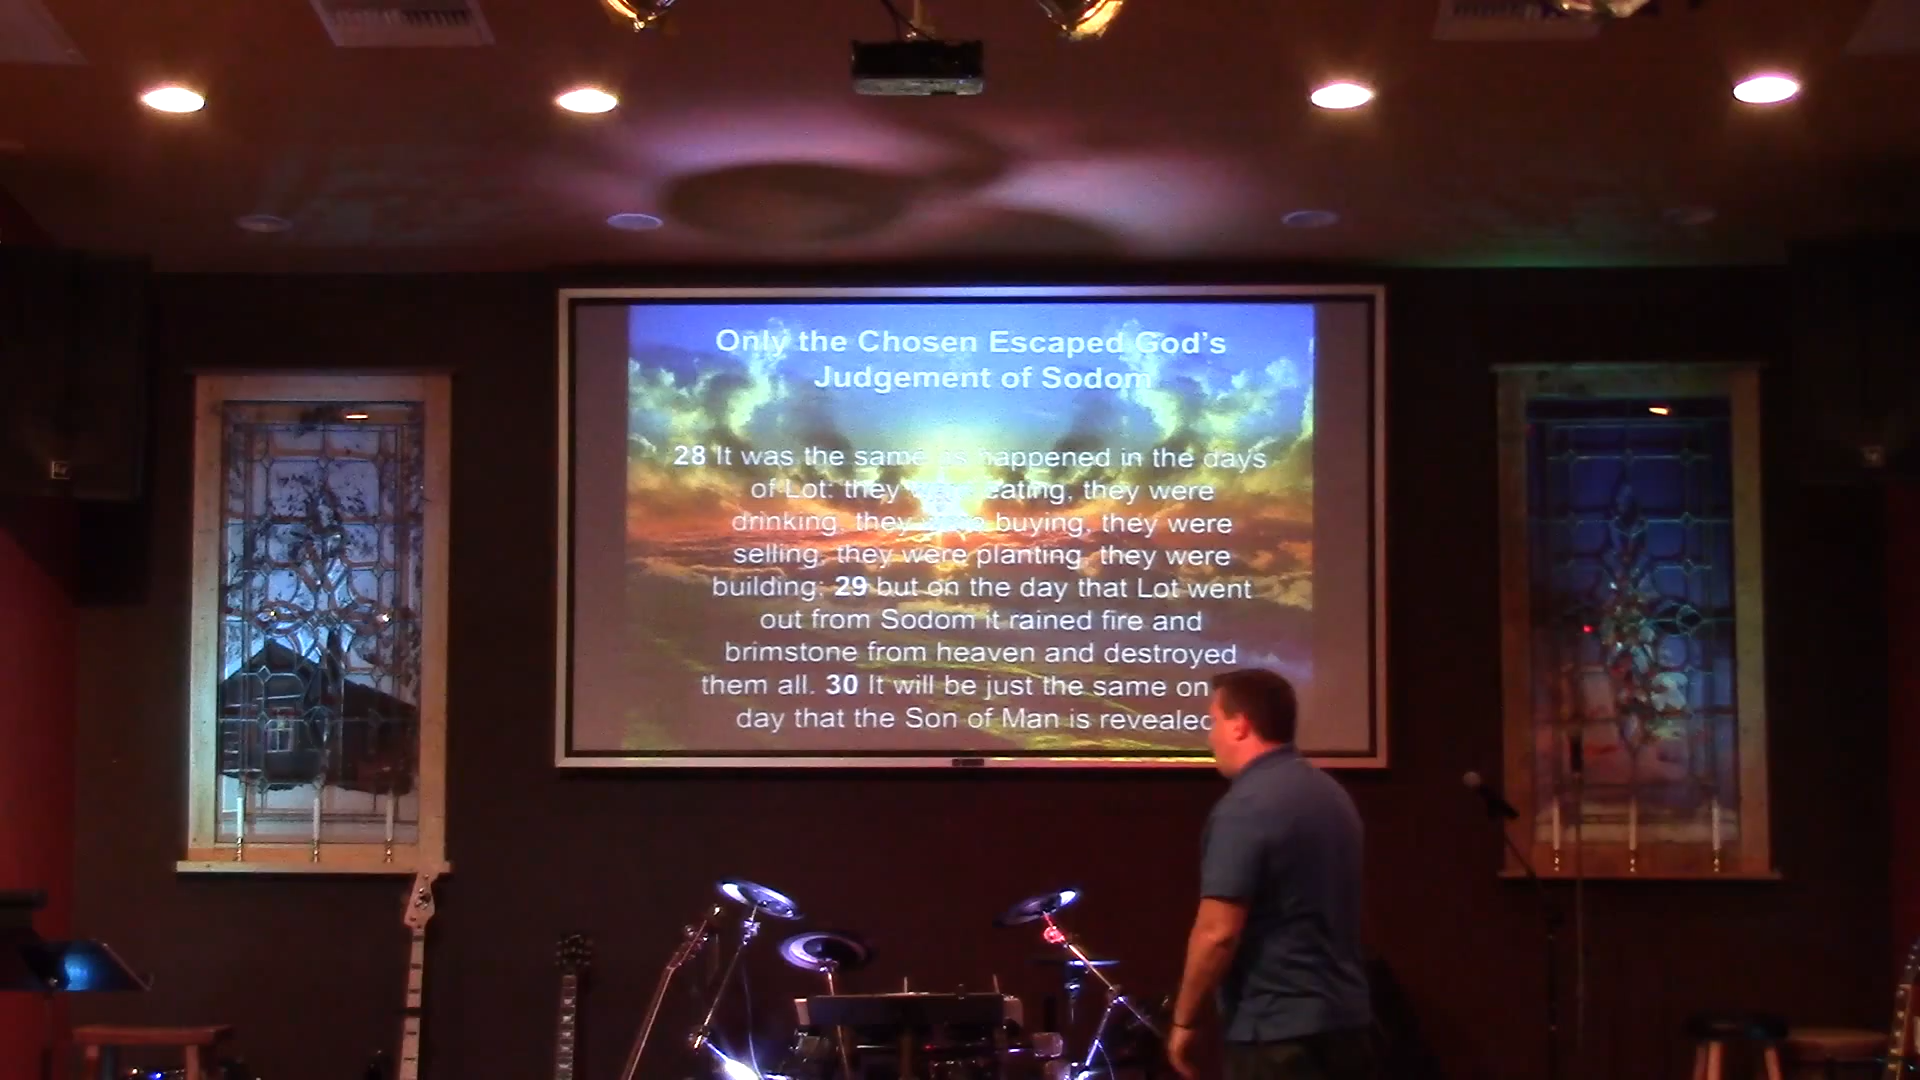 Only the Chosen Escaped God's
Judgement of Sodom
28 It was the same as happened in the days
of Lot: they were eating, they were
drinking, they were buying, they were
selling, they were planting, they were
building; 29 but on the day that Lot went
out from Sodom it rained fire and
brimstone from heaven and destroyed
them all. 30 It will be just the same on
day that the Son of Man is revealed